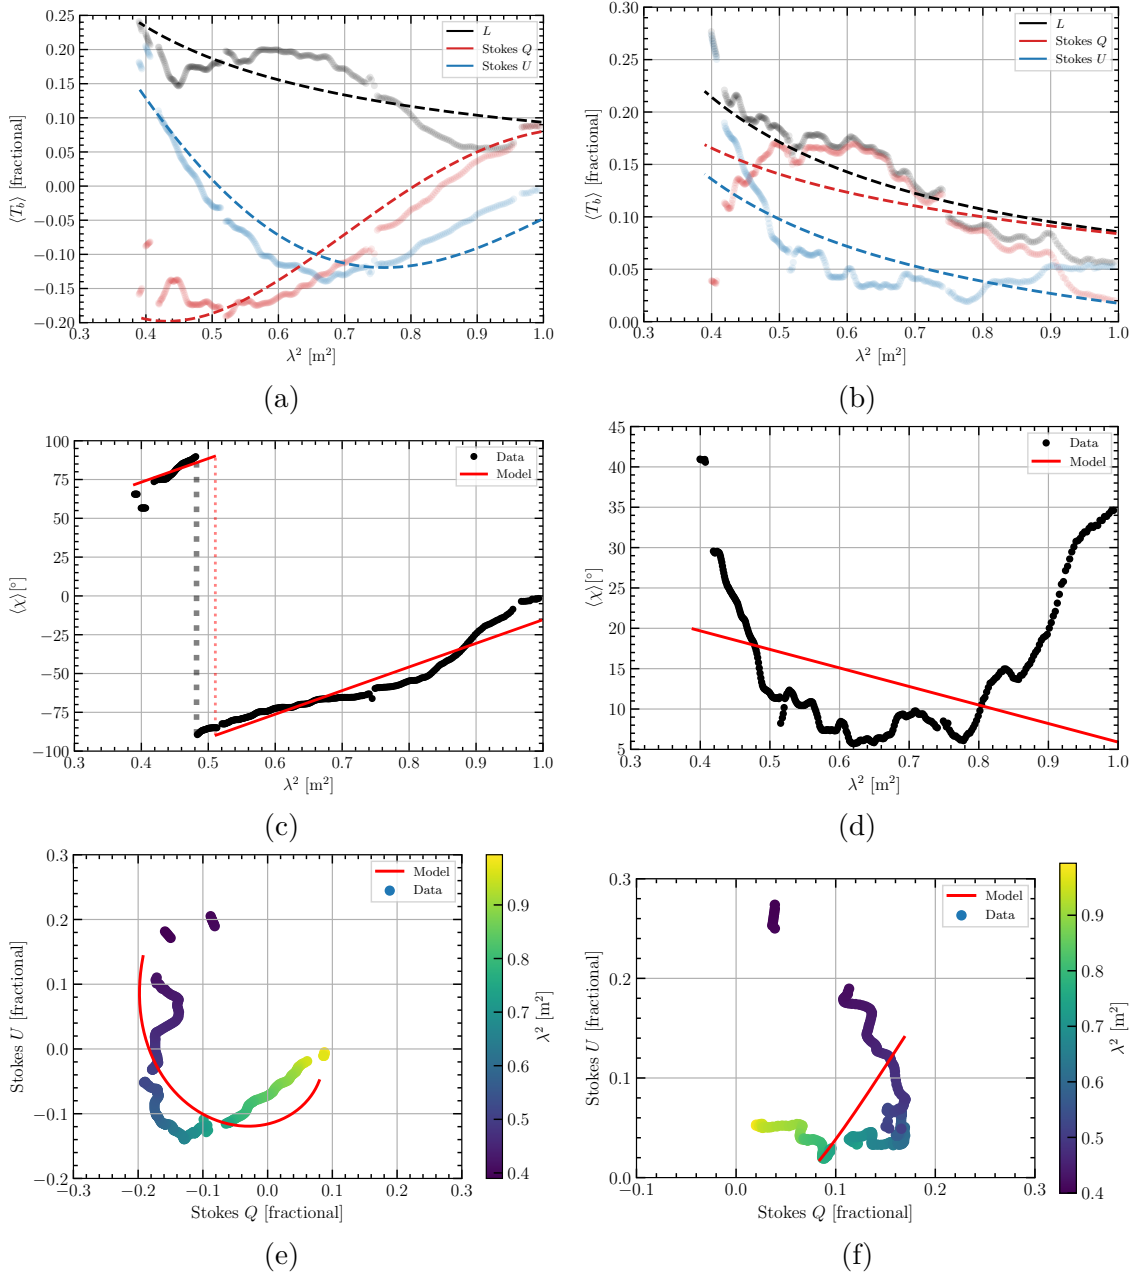 0.25
0.20
0.15
0.10
0.05
0.00
−0.05
−0.10
−0.15
−0.20
⟨T_b⟩ [fractional]
L
Stokes Q
Stokes U
0.3 0.4 0.5 0.6 0.7 0.8 0.9 1.0
λ² [m²]
(a)
0.30
0.25
0.20
0.15
0.10
0.05
0.00
⟨T_b⟩ [fractional]
L
Stokes Q
Stokes U
0.3 0.4 0.5 0.6 0.7 0.8 0.9 1.0
λ² [m²]
(b)
100
75
50
25
0
−25
−50
−75
−100
⟨χ⟩[°]
Data
Model
0.3 0.4 0.5 0.6 0.7 0.8 0.9 1.0
λ² [m²]
(c)
45
40
35
30
25
20
15
10
5
⟨χ⟩[°]
Data
Model
0.3 0.4 0.5 0.6 0.7 0.8 0.9 1.0
λ² [m²]
(d)
0.3
0.2
0.1
0.0
−0.1
−0.2
Stokes U [fractional]
Model
Data
−0.3 −0.2 −0.1 0.0 0.1 0.2 0.3
Stokes Q [fractional]
0.9
0.8
0.7
0.6
0.5
0.4
λ² [m²]
(e)
0.3
0.2
0.1
0.0
Stokes U [fractional]
Model
Data
−0.1 0.0 0.1 0.2 0.3
Stokes Q [fractional]
0.9
0.8
0.7
0.6
0.5
0.4
λ² [m²]
(f)